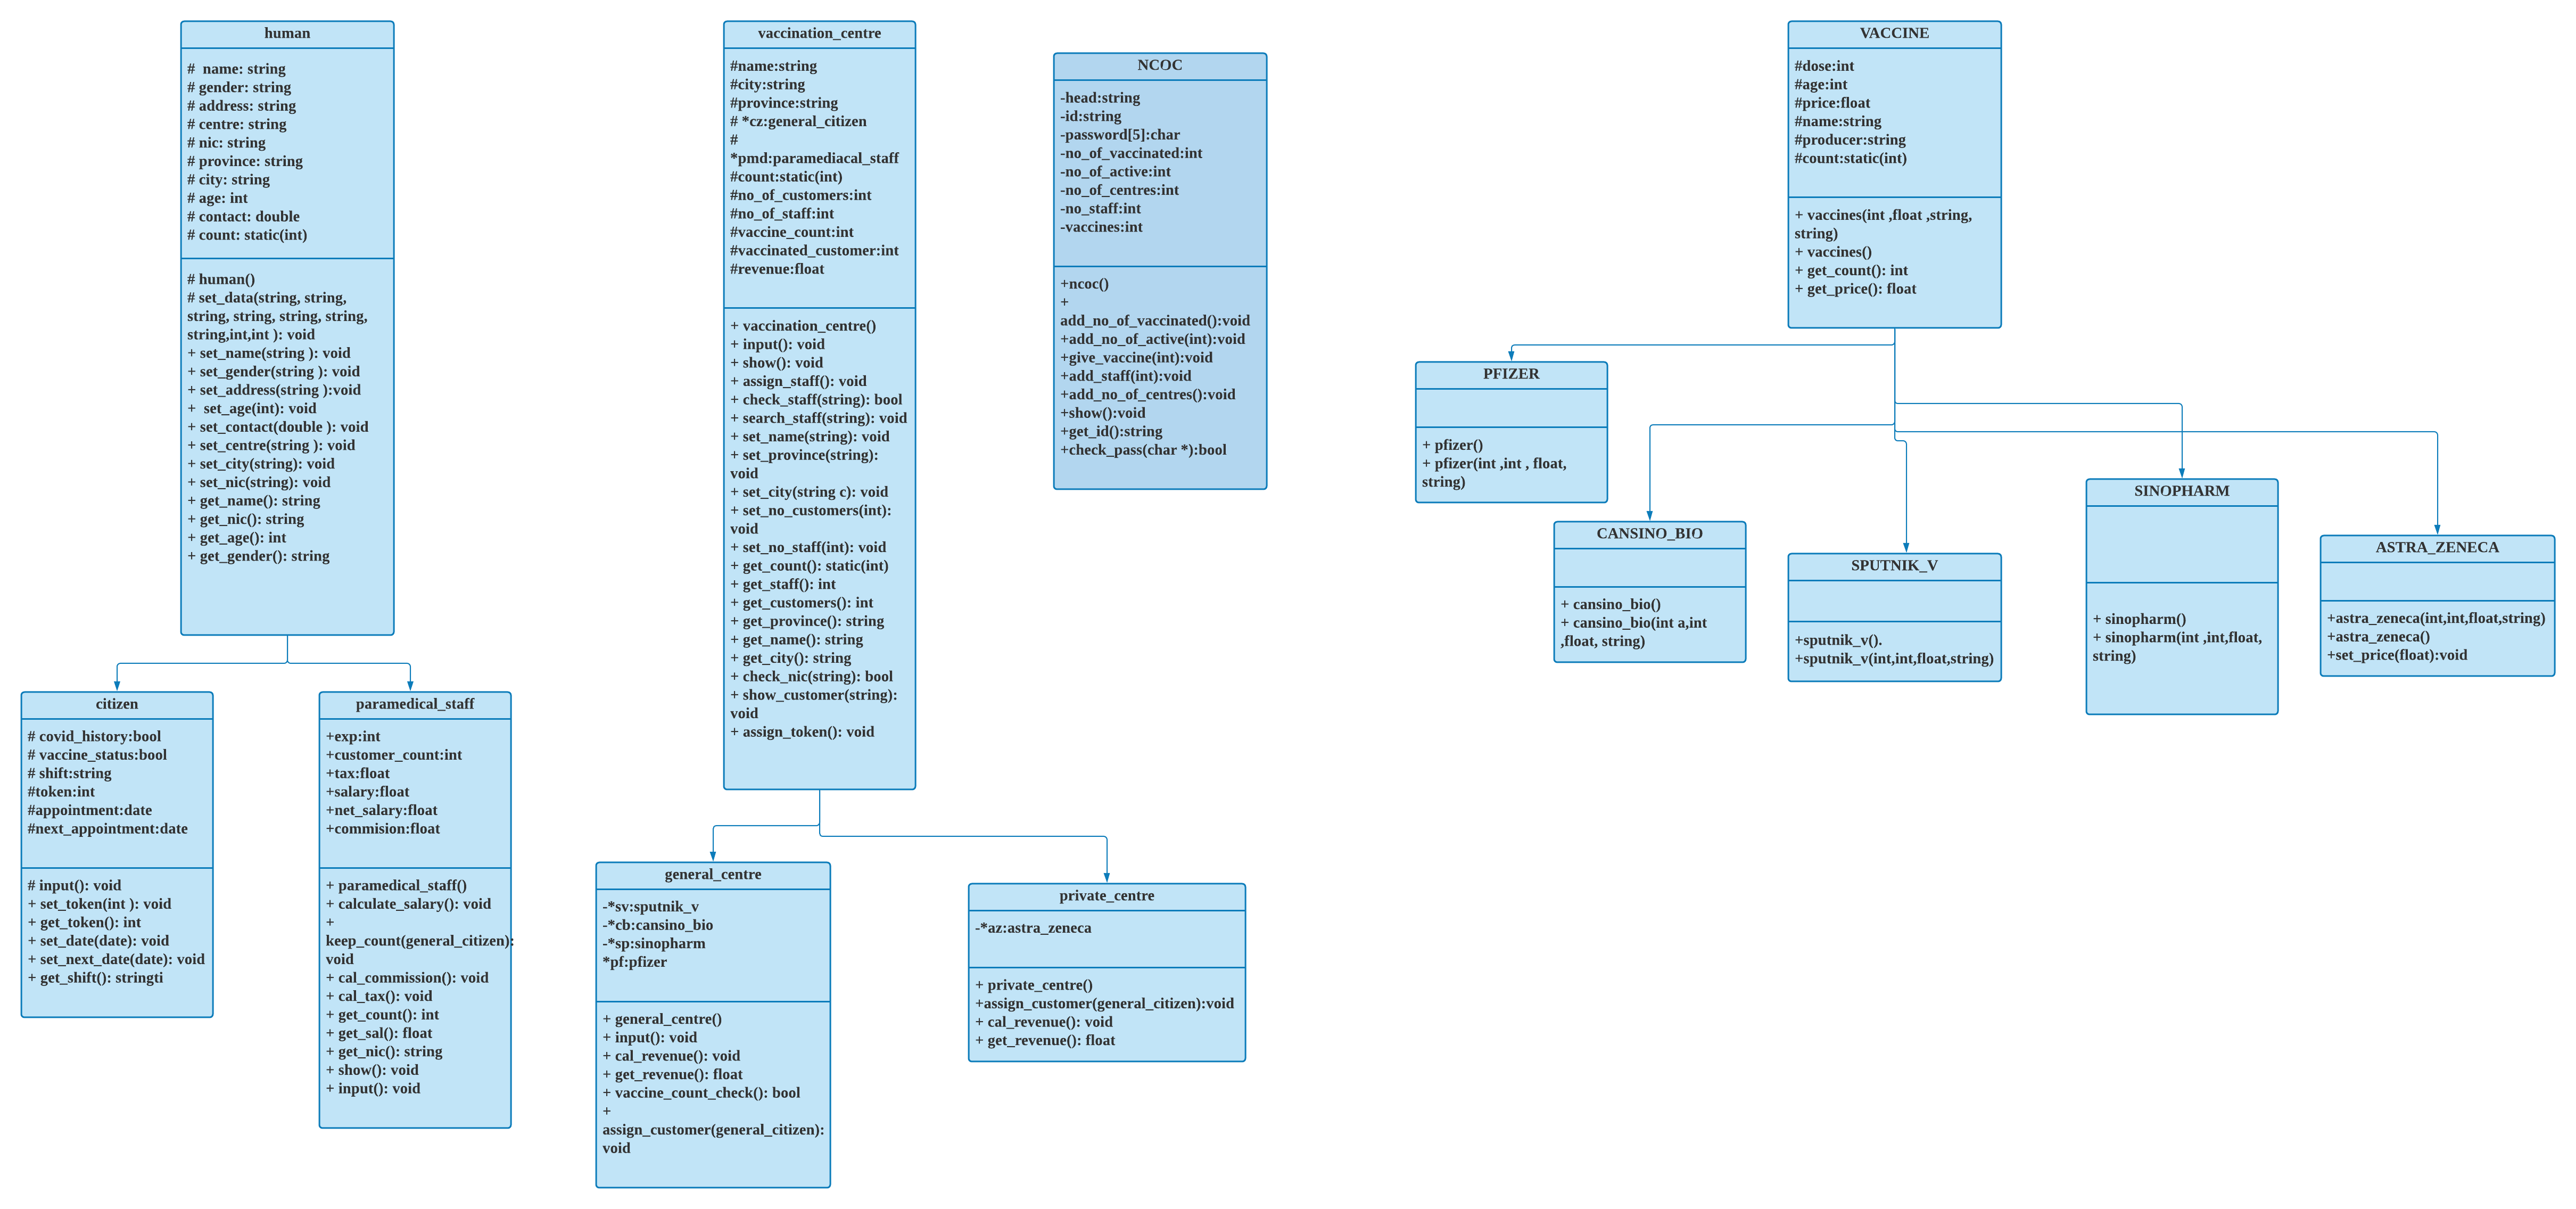 human
#  name: string
# gender: string
# address: string
# centre: string
# nic: string
# province: string
# city: string
# age: int
# contact: double
# count: static(int)
# human()
# set_data(string, string,
string, string, string, string,
string,int,int ): void
+ set_name(string ): void
+ set_gender(string ): void
+ set_address(string ):void
+  set_age(int): void
+ set_contact(double ): void
+ set_centre(string ): void
+ set_city(string): void
+ set_nic(string): void
+ get_name(): string
+ get_nic(): string
+ get_age(): int
+ get_gender(): string
citizen
# covid_history:bool
# vaccine_status:bool
# shift:string
#token:int
#appointment:date
#next_appointment:date
# input(): void
+ set_token(int ): void
+ get_token(): int
+ set_date(date): void
+ set_next_date(date): void
+ get_shift(): stringti
paramedical_staff
+exp:int
+customer_count:int
+tax:float
+salary:float
+net_salary:float
+commision:float
+ paramedical_staff()
+ calculate_salary(): void
+
keep_count(general_citizen):
void
+ cal_commission(): void
+ cal_tax(): void
+ get_count(): int
+ get_sal(): float
+ get_nic(): string
+ show(): void
+ input(): void
vaccination_centre
#name:string
#city:string
#province:string
# *cz:general_citizen
#
*pmd:paramediacal_staff
#count:static(int)
#no_of_customers:int
#no_of_staff:int
#vaccine_count:int
#vaccinated_customer:int
#revenue:float
+ vaccination_centre()
+ input(): void
+ show(): void
+ assign_staff(): void
+ check_staff(string): bool
+ search_staff(string): void
+ set_name(string): void
+ set_province(string):
void
+ set_city(string c): void
+ set_no_customers(int):
void
+ set_no_staff(int): void
+ get_count(): static(int)
+ get_staff(): int
+ get_customers(): int
+ get_province(): string
+ get_name(): string
+ get_city(): string
+ check_nic(string): bool
+ show_customer(string):
void
+ assign_token(): void
general_centre
-*sv:sputnik_v
-*cb:cansino_bio
-*sp:sinopharm
*pf:pfizer
+ general_centre()
+ input(): void
+ cal_revenue(): void
+ get_revenue(): float
+ vaccine_count_check(): bool
+
assign_customer(general_citizen):
void
private_centre
-*az:astra_zeneca
+ private_centre()
+assign_customer(general_citizen):void
+ cal_revenue(): void
+ get_revenue(): float
NCOC
-head:string
-id:string
-password[5]:char
-no_of_vaccinated:int
-no_of_active:int
-no_of_centres:int
-no_staff:int
-vaccines:int
+ncoc()
+
add_no_of_vaccinated():void
+add_no_of_active(int):void
+give_vaccine(int):void
+add_staff(int):void
+add_no_of_centres():void
+show():void
+get_id():string
+check_pass(char *):bool
VACCINE
#dose:int
#age:int
#price:float
#name:string
#producer:string
#count:static(int)
+ vaccines(int ,float ,string,
string)
+ vaccines()
+ get_count(): int
+ get_price(): float
PFIZER
+ pfizer()
+ pfizer(int ,int , float,
string)
CANSINO_BIO
+ cansino_bio()
+ cansino_bio(int a,int
,float, string)
SPUTNIK_V
+sputnik_v().
+sputnik_v(int,int,float,string)
SINOPHARM
+ sinopharm()
+ sinopharm(int ,int,float,
string)
ASTRA_ZENECA
+astra_zeneca(int,int,float,string)
+astra_zeneca()
+set_price(float):void